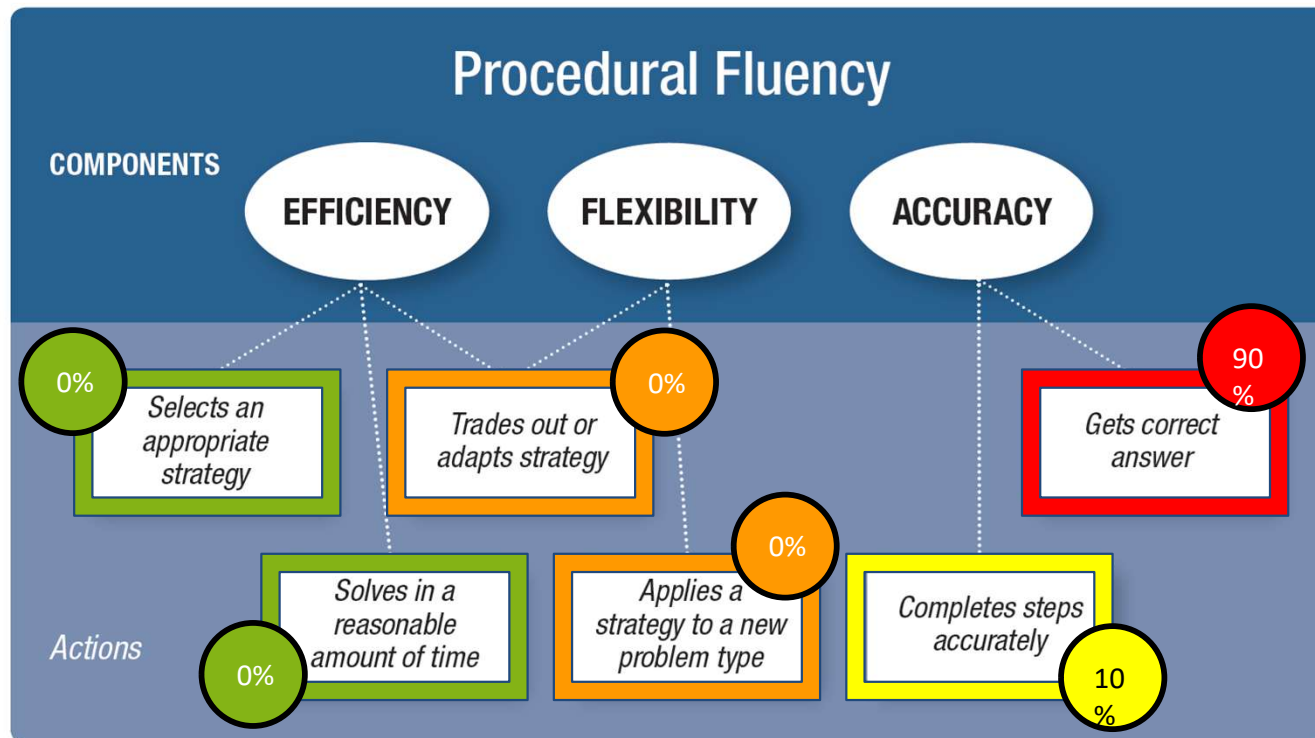 Procedural Fluency
COMPONENTS
EFFICIENCY
FLEXIBILITY
ACCURACY
0%
Selects an
appropriate
strategy
0%
Trades out or
adapts strategy
90
%
Gets correct
answer
Actions
0%
Solves in a
reasonable
amount of time
0%
Applies a
strategy to a new
problem type
Completes steps
accurately
10
%